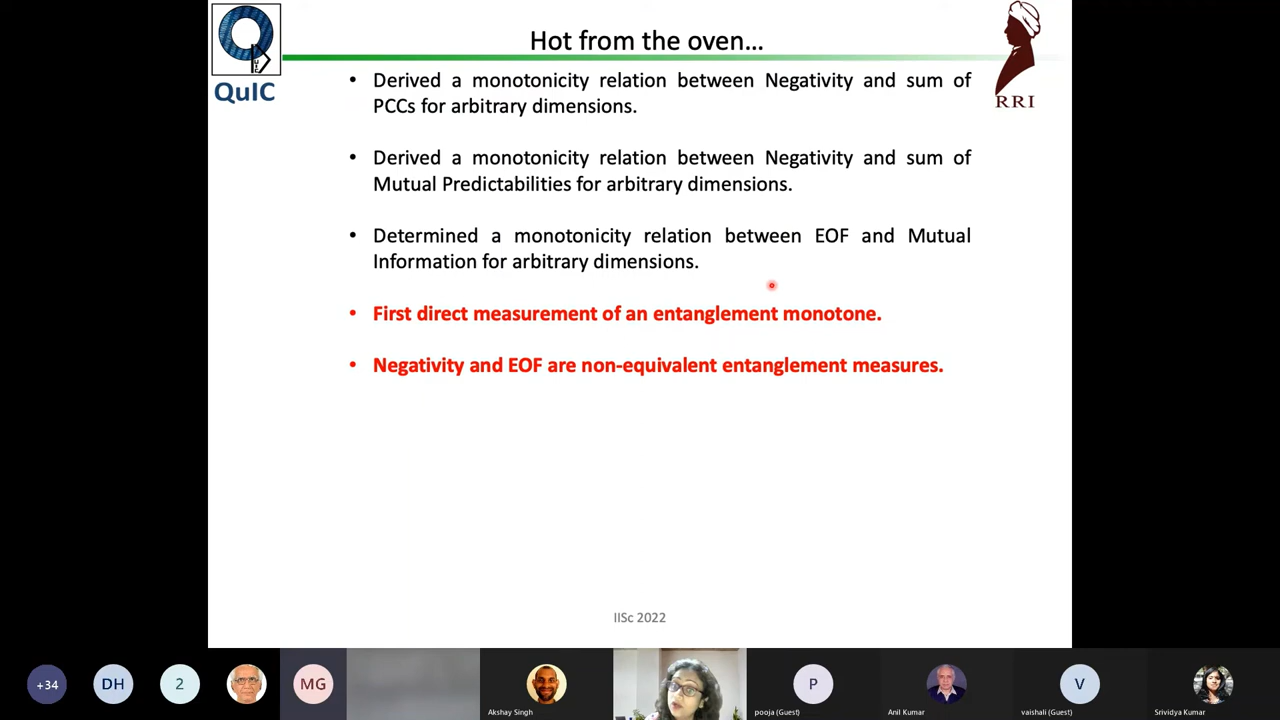 Hot from the oven...
QuIC
RRI
• Derived a monotonicity relation between Negativity and sum of
PCCs for arbitrary dimensions.
• Derived a monotonicity relation between Negativity and sum of
Mutual Predictabilities for arbitrary dimensions.
• Determined a monotonicity relation between EOF and Mutual
Information for arbitrary dimensions.
• First direct measurement of an entanglement monotone.
• Negativity and EOF are non-equivalent entanglement measures.
IISc 2022
+34
DH
2
MG
P
V
Akshay Singh
pooja (Guest)
Anil Kumar
vaishali (Guest)
Srividya Kumar